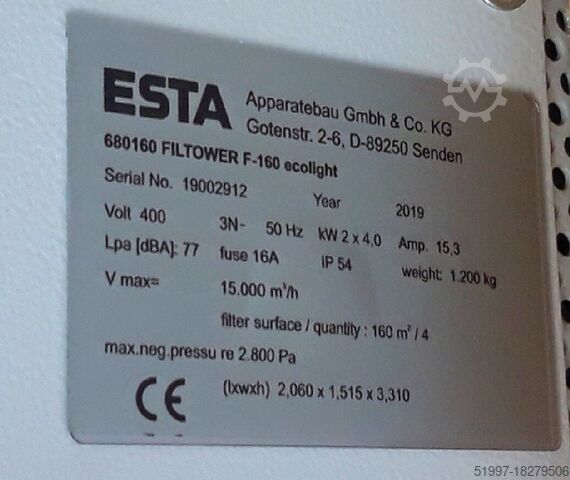 ESTA Apparatebau Gmbh & Co. KG
Gotenstr. 2-6, D-89250 Senden
680160 FILTOWER F-160 ecolight
Serial No. 19002912 Year 2019
Volt 400 3N~ 50 Hz kW 2 x 4,0 Amp. 15,3
Lpa [dBA]: 77 fuse 16A IP 54 weight: 1.200 kg
V max= 15.000 m³/h
filter surface / quantity : 160 m² / 4
max.neg.pressu re 2.800 Pa
CE (lxwxh) 2,060 x 1,515 x 3,310
51997-18279506